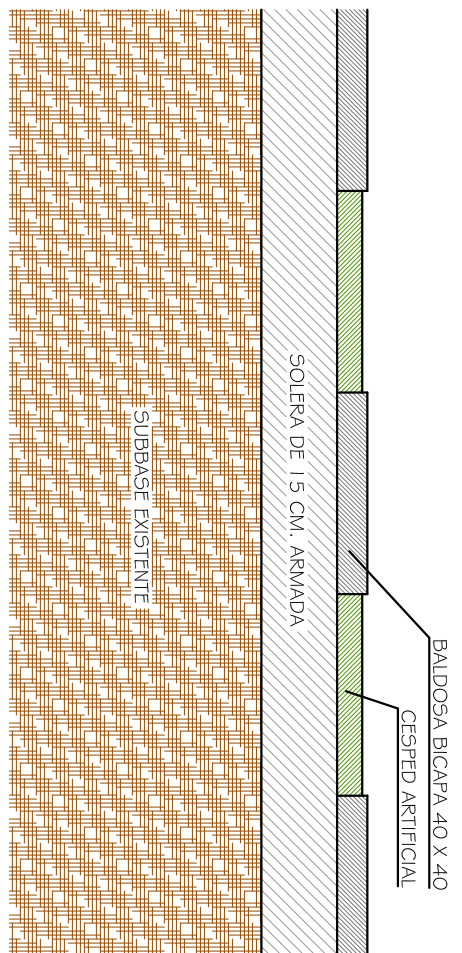 BALDOSA BICAPA 40 X 40
CESPED ARTIFICIAL
SOLERA DE 15 CM. ARMADA
SUBBASE EXISTENTE